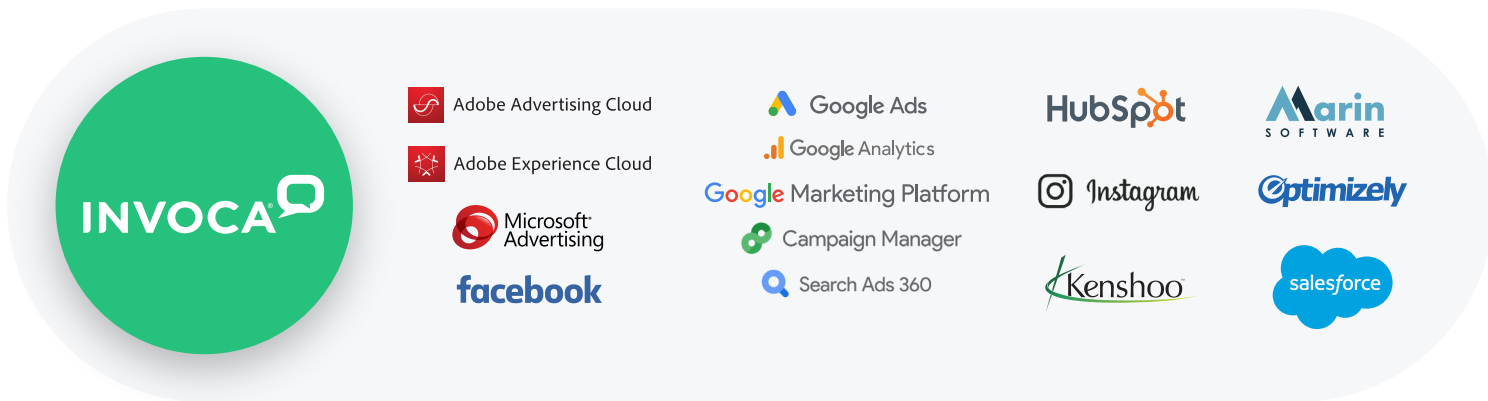 INVOCA®
Adobe Advertising Cloud
Adobe Experience Cloud
Microsoft®
Advertising
facebook
Google Ads
Google Analytics
Google Marketing Platform
Campaign Manager
Search Ads 360
HubSpot
Instagram
Kenshoo™
Marin
SOFTWARE
Optimizely
salesforce